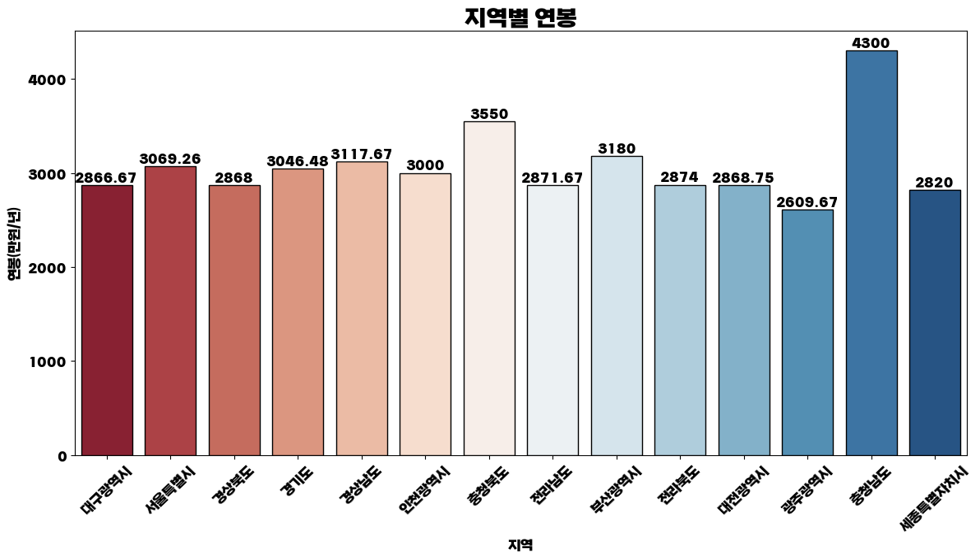 지역별 연봉
연봉(만원/년)
4000
3000
2000
1000
0
2866.67
3069.26
2868
3046.48
3117.67
3000
3550
2871.67
3180
2874
2868.75
2609.67
4300
2820
대구광역시
서울특별시
경상북도
경기도
경상남도
인천광역시
충청북도
전라남도
부산광역시
전라북도
대전광역시
광주광역시
충청남도
세종특별자치시
지역